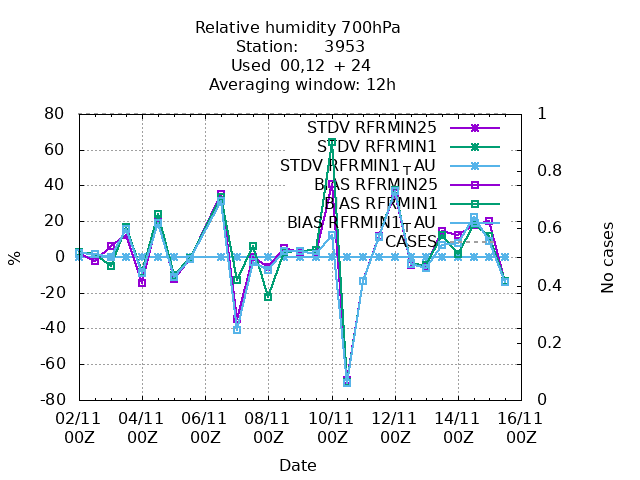 Relative humidity 700hPa
Station: 3953
Used 00,12 + 24
Averaging window: 12h
80
60
40
20
0
-20
-40
-60
-80
%
1
0.8
0.6
0.4
0.2
0
No cases
STDV RFRMIN25
STDV RFRMIN1
STDV RFRMIN1TAU
BIAS RFRMIN25
BIAS RFRMIN1
BIAS RFRMIN1TAU
CASES
02/11 04/11 06/11 08/11 10/11 12/11 14/11 16/11
00Z 00Z 00Z 00Z 00Z 00Z 00Z 00Z
Date